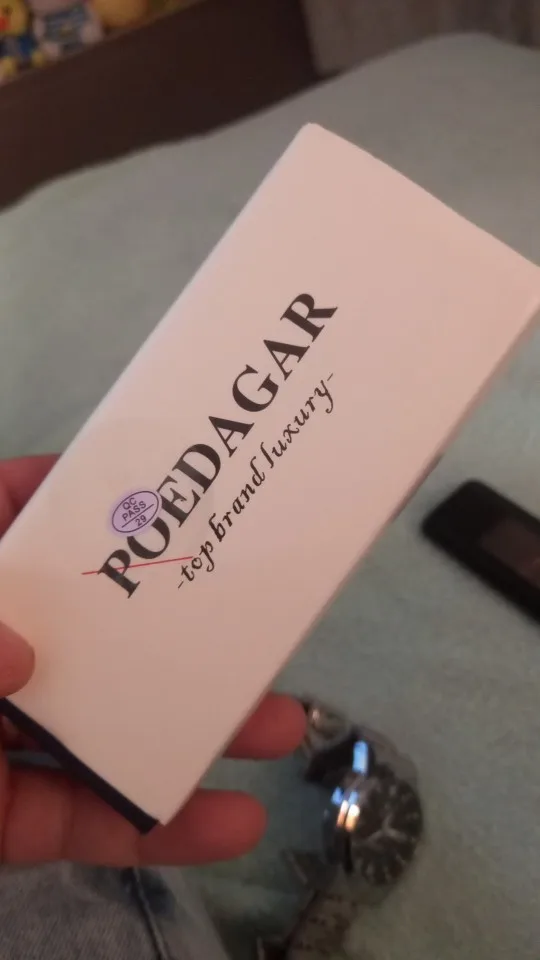 POEDAGAR
-top brand luxury-
QC
PASS
29